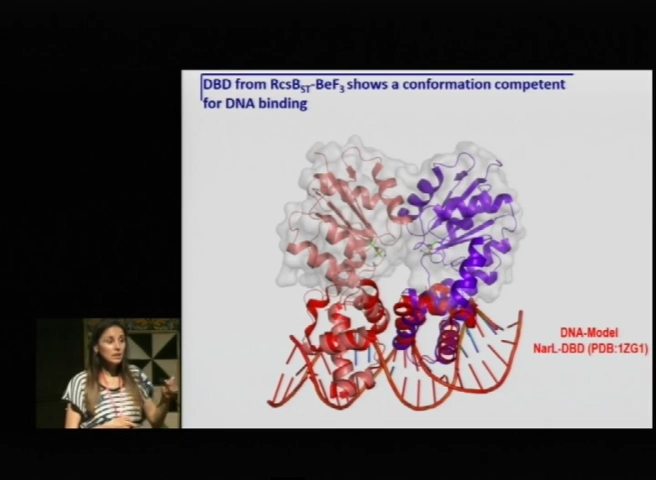 DBD from RcsBST-BeF3 shows a conformation competent
for DNA binding
DNA-Model
NarL-DBD (PDB:1ZG1)